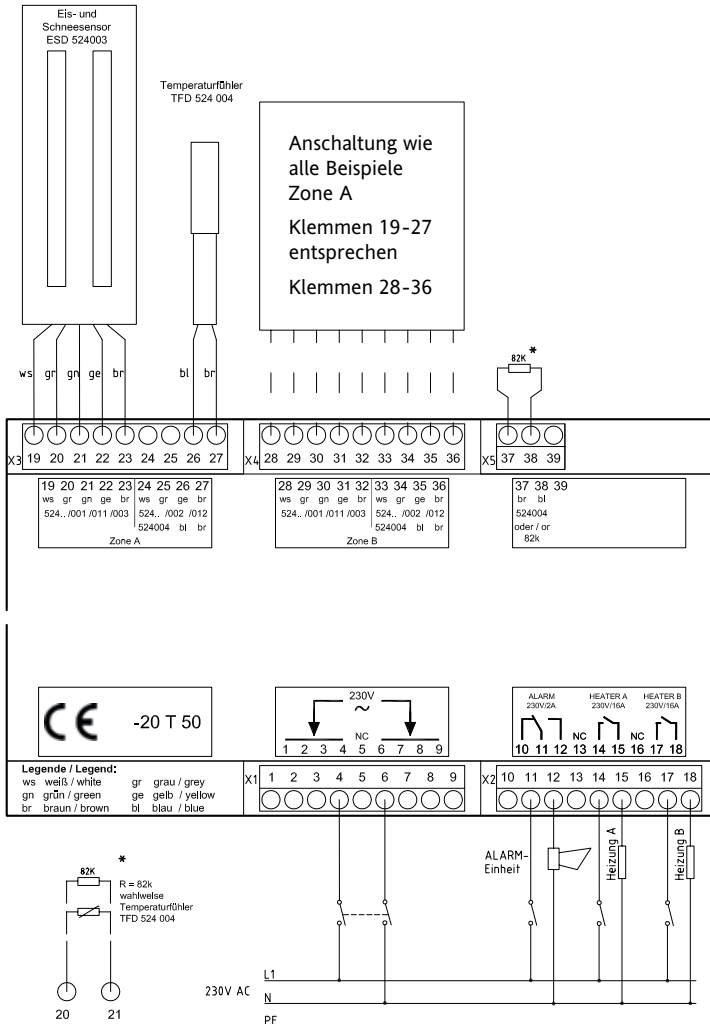 Eis- und
Schneesensor
ESD 524003
Temperaturfühler
TFD 524 004
Anschaltung wie
alle Beispiele
Zone A
Klemmen 19-27
entsprechen
Klemmen 28-36
ws gr gn ge br
bl br
82K *
X3 19 20 21 22 23 24 25 26 27
X4 28 29 30 31 32 33 34 35 36
X5 37 38 39
19 20 21 22 23 24 25 26 27
ws gr gn ge br ws gr ge br
524.. /001 /011 /003 524.. /002 /012
524004 bl br
Zone A
28 29 30 31 32 33 34 35 36
ws gr gn ge br ws gr ge br
524.. /001 /011 /003 524.. /002 /012
524004 bl br
Zone B
37 38 39
br bl
524004
oder / or
82k
CE -20 T 50
230V
~
NC
1 2 3 4 5 6 7 8 9
ALARM
230V/2A
HEATER A
230V/16A
HEATER B
230V/16A
NC NC
10 11 12 13 14 15 16 17 18
Legende / Legend:
ws weiß / white gr grau / grey
gn grün / green ge gelb / yellow
br braun / brown bl blau / blue
X1 1 2 3 4 5 6 7 8 9
X2 10 11 12 13 14 15 16 17 18
ALARM-
Einheit
Heizung A
Heizung B
*
82K
R = 82k
wahlweise
Temperaturfühler
TFD 524 004
20 21
230V AC
L1
N
PE